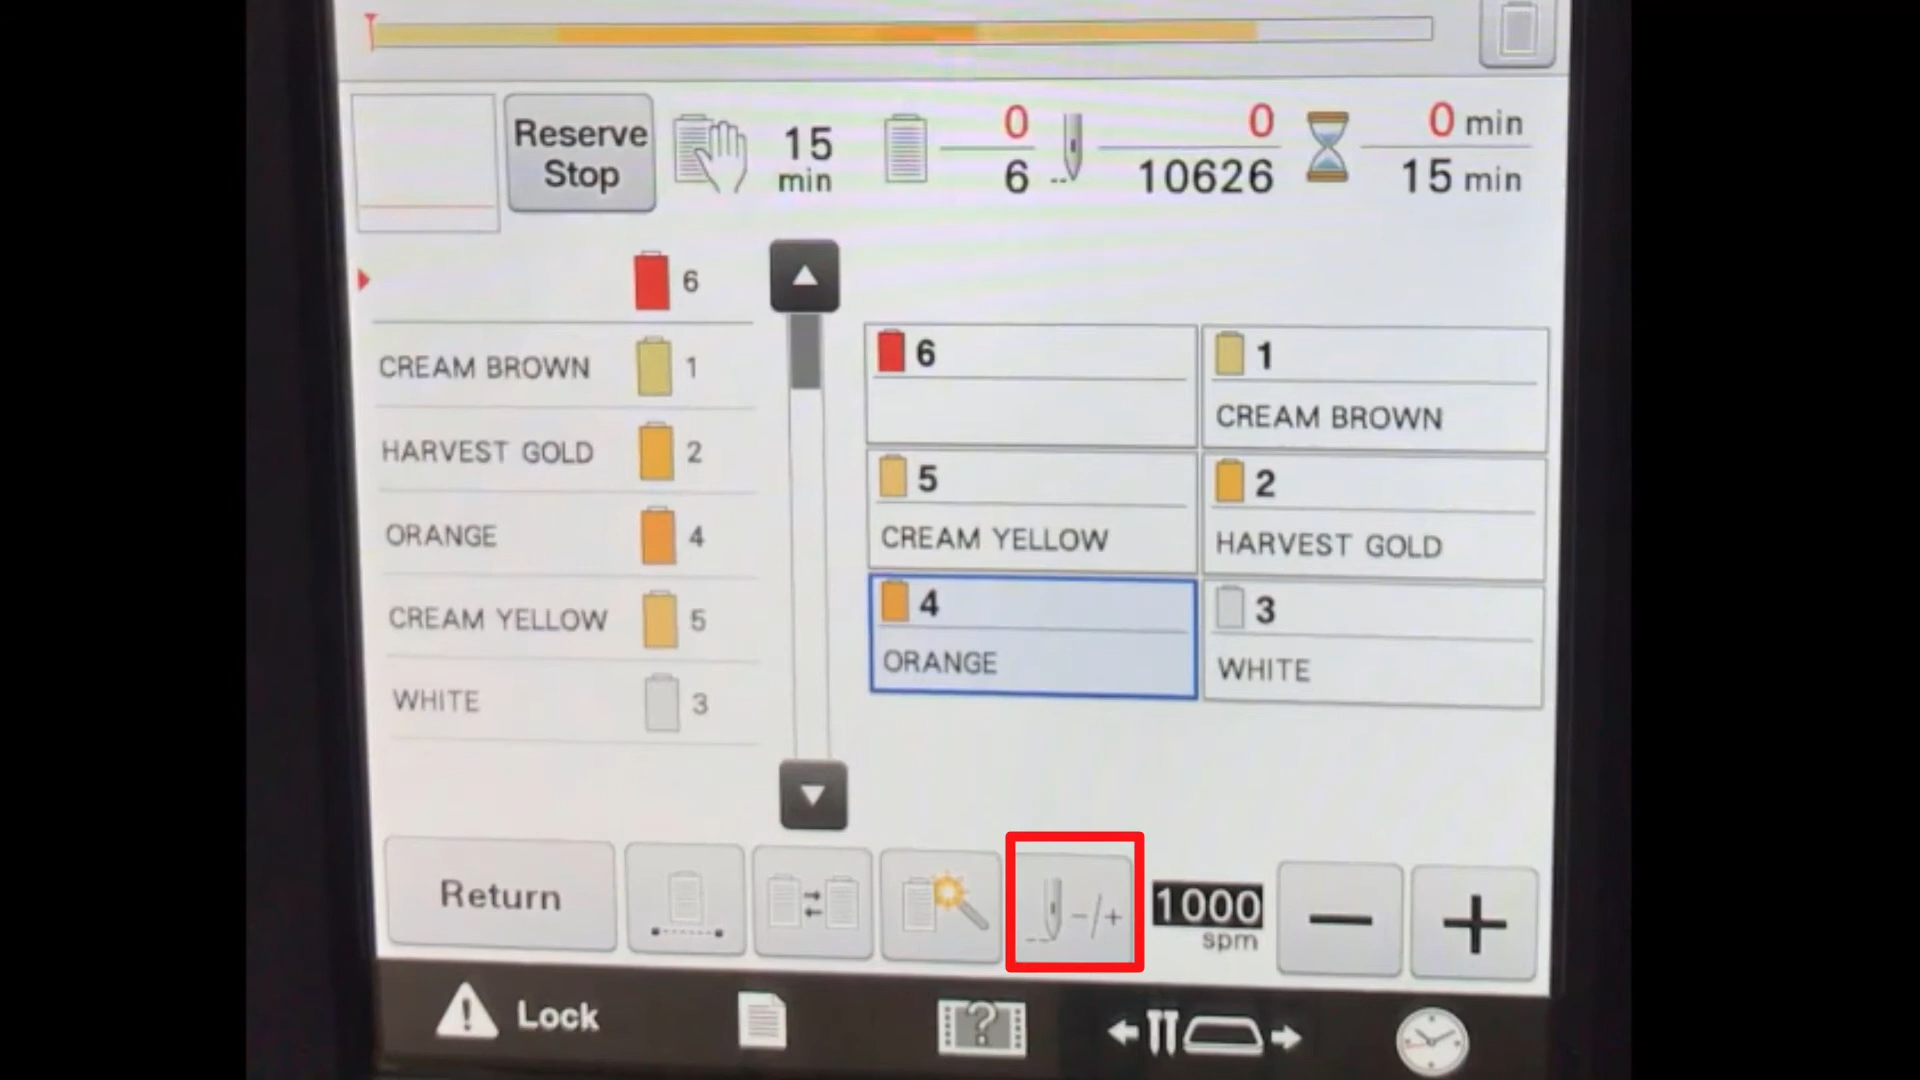 Reserve
Stop
15
min
0
6
0
10626
0 min
15 min
6
CREAM BROWN 1
HARVEST GOLD 2
ORANGE 4
CREAM YELLOW 5
WHITE 3
6
1
CREAM BROWN
5
CREAM YELLOW
2
HARVEST GOLD
4
ORANGE
3
WHITE
Return
-/+
1000
sppm
− +
Lock
?